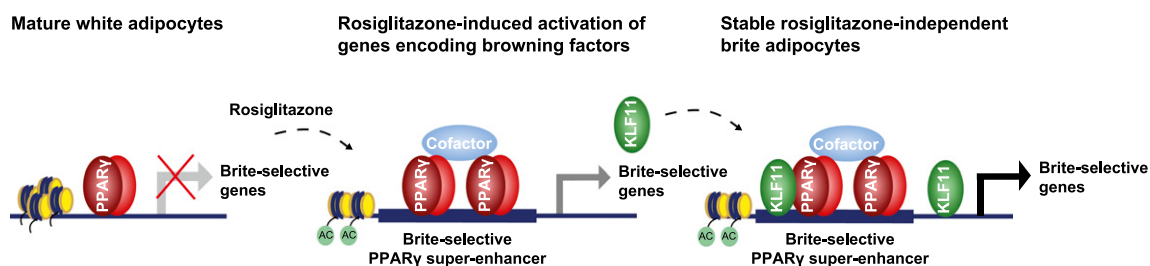 Mature white adipocytes
Rosiglitazone-induced activation of
genes encoding browning factors
Stable rosiglitazone-independent
brite adipocytes
PPARγ
Brite-selective
genes
Rosiglitazone
Cofactor
PPARγ
PPARγ
AC
AC
Brite-selective
PPARγ super-enhancer
KLF11
Brite-selective
genes
Cofactor
KLF11
PPARγ
PPARγ
KLF11
AC
AC
Brite-selective
PPARγ super-enhancer
Brite-selective
genes